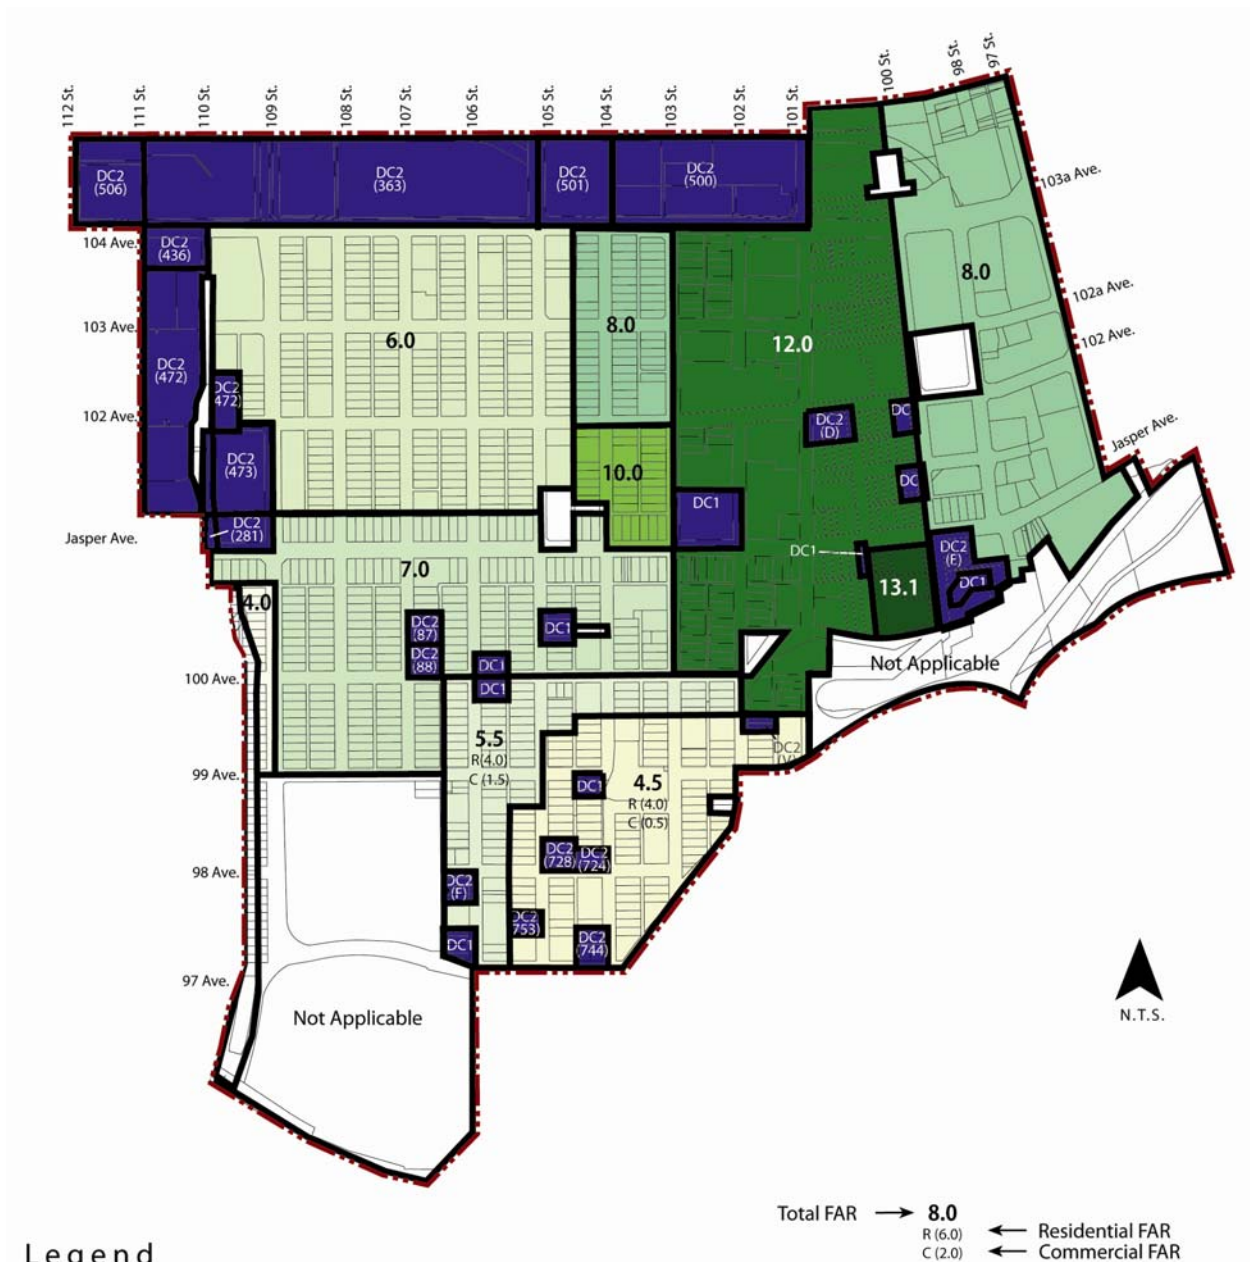 112 St.
111 St.
110 St.
109 St.
108 St.
107 St.
106 St.
105 St.
104 St.
103 St.
102 St.
101 St.
100 St.
98 St.
97 St.
DC2
(506)
DC2
(363)
DC2
(501)
DC2
(500)
103a Ave.
104 Ave.
DC2
(436)
8.0
102a Ave.
103 Ave.
6.0
8.0
12.0
102 Ave.
DC2
(472)
DC2
(472)
102 Ave.
DC2
(D)
DC
Jasper Ave.
DC2
(473)
10.0
DC
DC1
Jasper Ave.
DC2
(281)
DC1
DC2
(E)
7.0
13.1
DC1
4.0
DC2
(87)
DC1
DC2
(88)
DC1
Not Applicable
100 Ave.
DC1
5.5
R(4.0)
C (1.5)
DC2
(V)
99 Ave.
DC1
4.5
R (4.0)
C (0.5)
DC2
(728)
DC2
(724)
98 Ave.
DC2
(F)
DC2
(753)
DC1
DC2
(744)
97 Ave.
Not Applicable
N.T.S.
Total FAR
8.0
R (6.0)
Residential FAR
C (2.0)
Commercial FAR
Legend